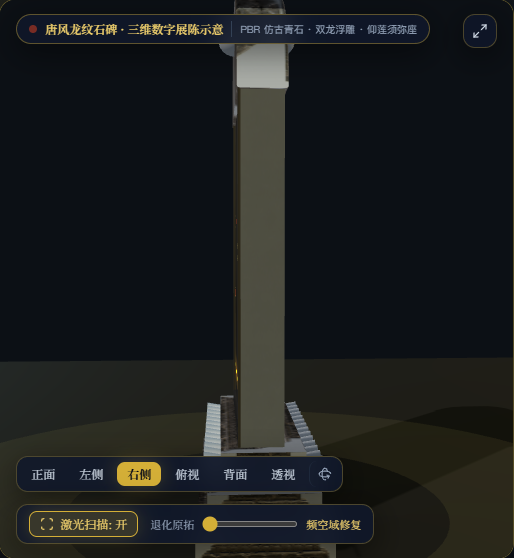 唐风龙纹石碑 · 三维数字展陈示意 PBR 仿古青石 · 双龙浮雕 · 仰莲须弥座
正面 左侧 右侧 俯视 背面 透视
激光扫描: 开 退化原拓 频空域修复